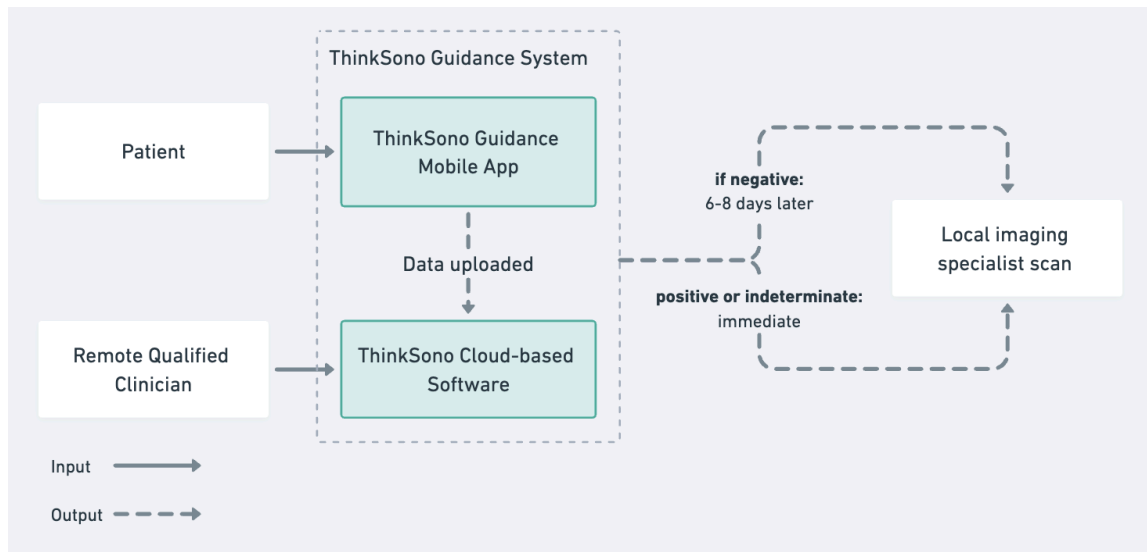 ThinkSono Guidance System
Patient
ThinkSono Guidance
Mobile App
Data uploaded
Remote Qualified
Clinician
ThinkSono Cloud-based
Software
if negative:
6-8 days later
positive or indeterminate:
immediate
Local imaging
specialist scan
Input
Output